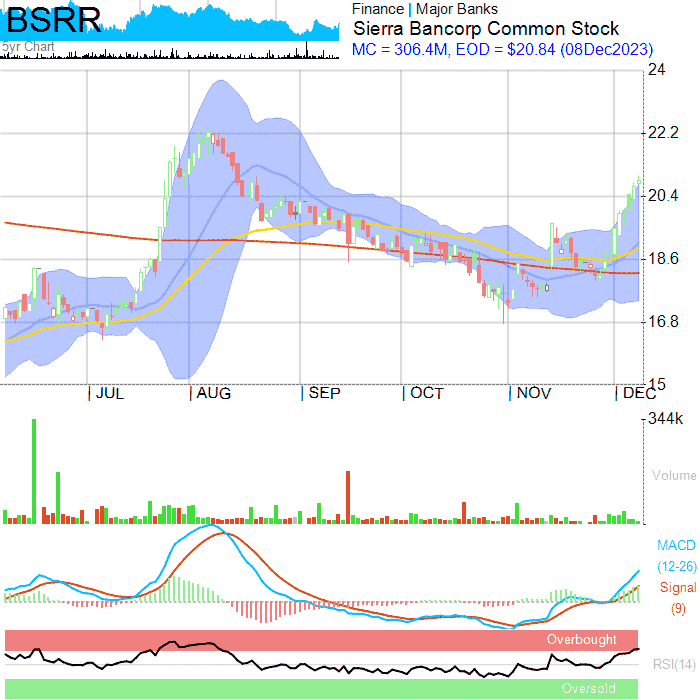 BSRR
5yr Chart
Finance | Major Banks
Sierra Bancorp Common Stock
MC = 306.4M, EOD = $20.84 (08Dec2023)
24
22.2
20.4
18.6
16.8
15
JUL AUG SEP OCT NOV DEC
344k
Volume
MACD
(12-26)
Signal
(9)
Overbought
RSI(14)
Oversold